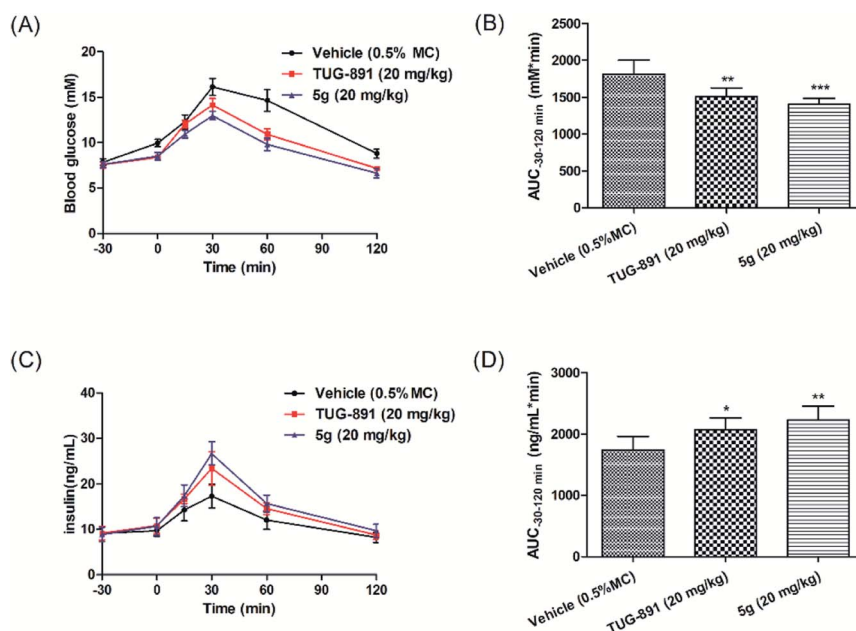 (A)
Vehicle (0.5% MC)
TUG-891 (20 mg/kg)
5g (20 mg/kg)
Blood glucose (mM)
20
15
10
5
0
-30 0 30 60 90 120
Time (min)
(B)
AUC-30-120 min (mM*min)
2500
2000
1500
1000
500
0
**
***
Vehicle (0.5%MC)
TUG-891 (20 mg/kg)
5g (20 mg/kg)
(C)
Vehicle (0.5% MC)
TUG-891 (20 mg/kg)
5g (20 mg/kg)
insulin(ng/mL)
40
30
20
10
0
-30 0 30 60 90 120
Time (min)
(D)
AUC-30-120 min (ng/mL*min)
3000
2000
1000
0
*
**
Vehicle (0.5%MC)
TUG-891 (20 mg/kg)
5g (20 mg/kg)